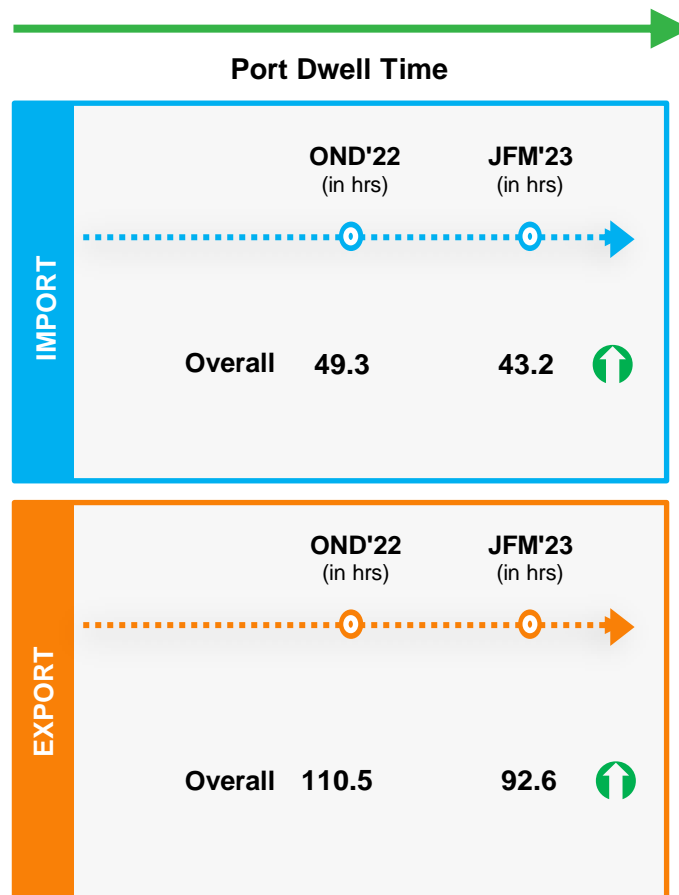 Port Dwell Time
IMPORT
OND'22 JFM'23
(in hrs) (in hrs)
Overall 49.3 43.2
EXPORT
OND'22 JFM'23
(in hrs) (in hrs)
Overall 110.5 92.6